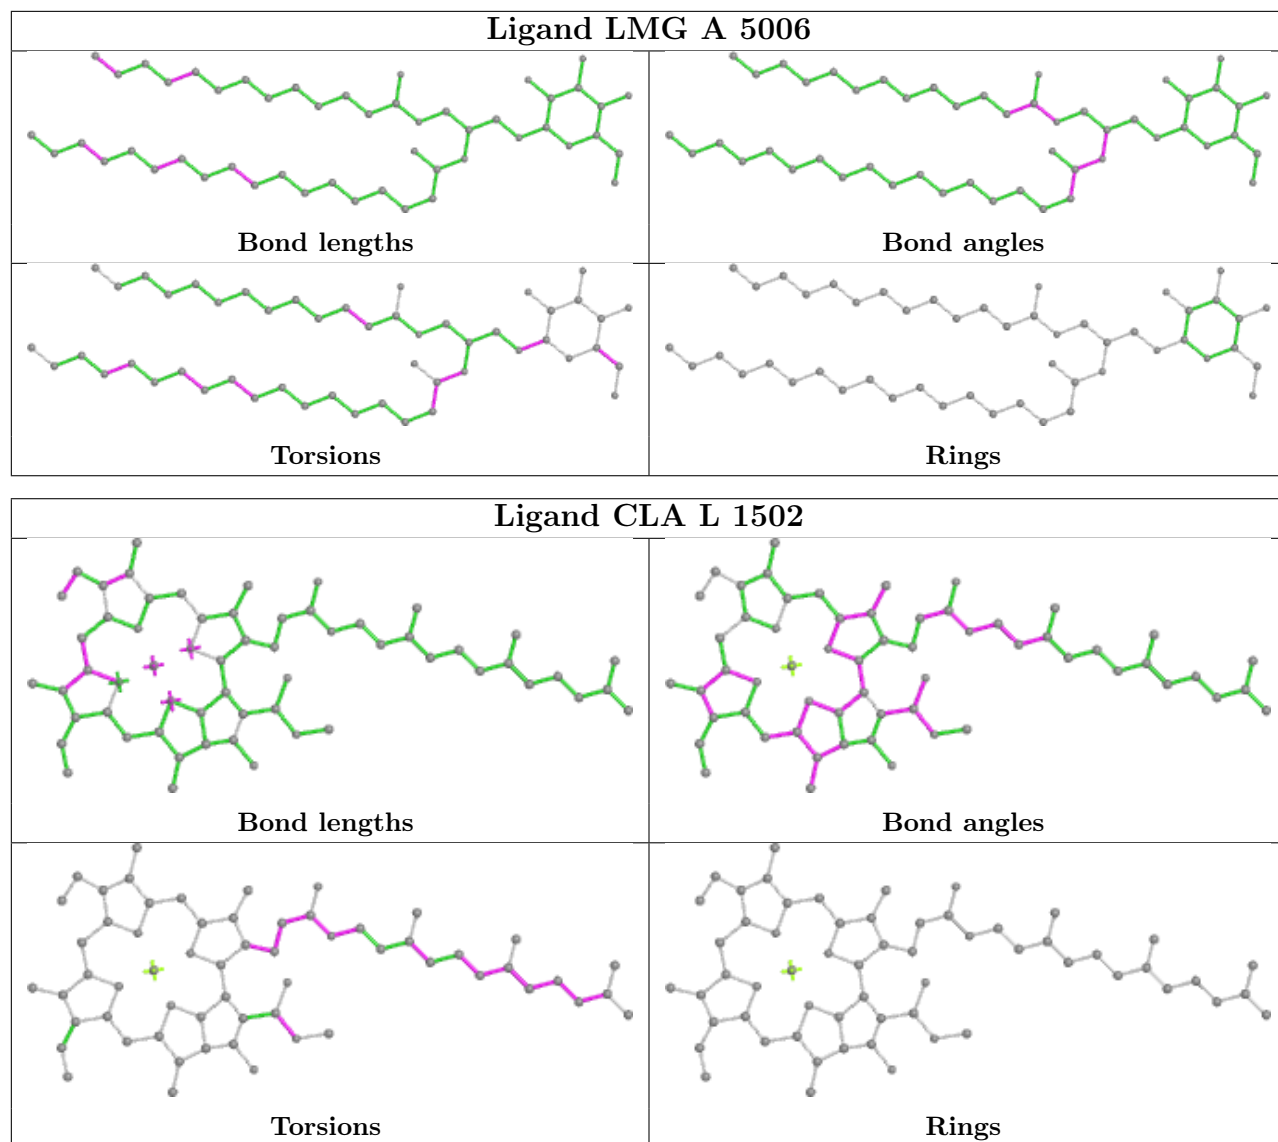 Ligand LMG A 5006
Bond lengths
Bond angles
Torsions
Rings
Ligand CLA L 1502
Bond lengths
Bond angles
Torsions
Rings